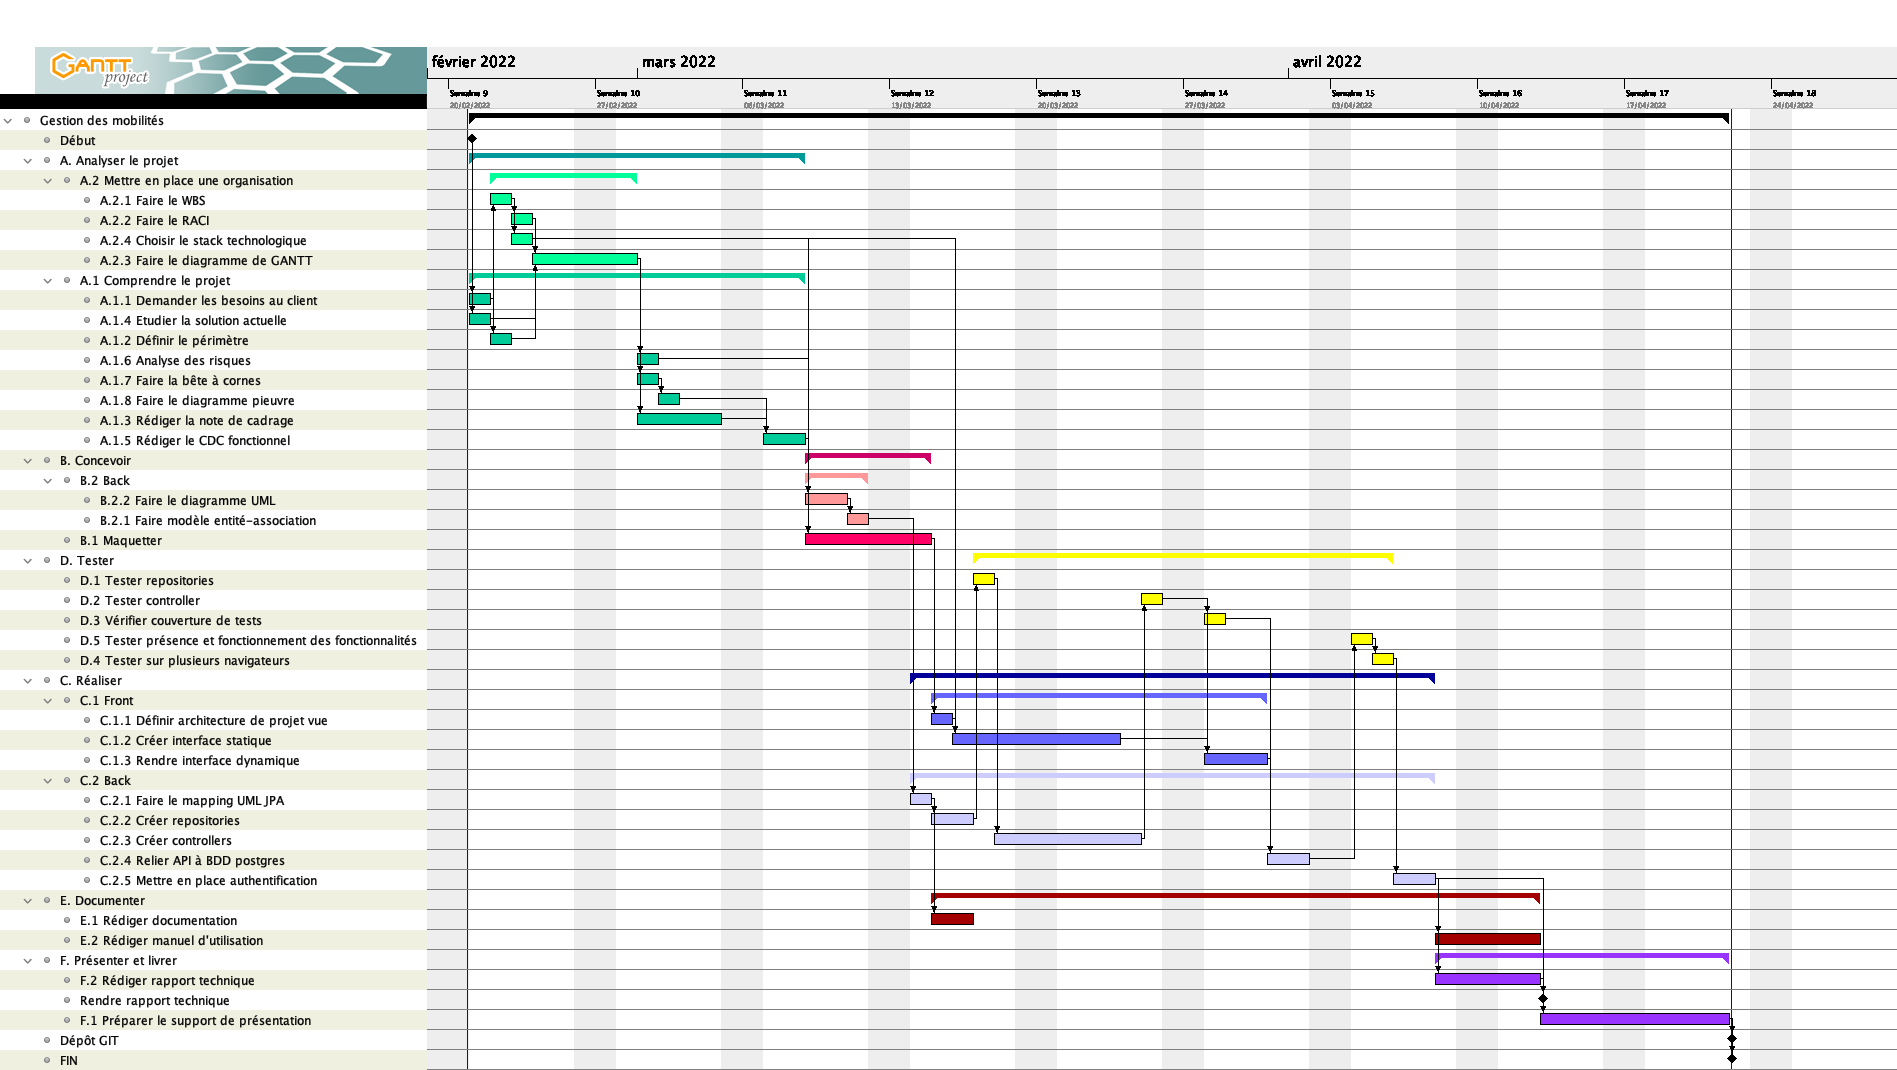 GANTT project
février 2022 mars 2022 avril 2022
Semaine 9 Semaine 10 Semaine 11 Semaine 12 Semaine 13 Semaine 14 Semaine 15 Semaine 16 Semaine 17 Semaine 18
20/02/2022 27/02/2022 06/03/2022 13/03/2022 20/03/2022 27/03/2022 03/04/2022 10/04/2022 17/04/2022 24/04/2022
Gestion des mobilités
Début
A. Analyser le projet
A.2 Mettre en place une organisation
A.2.1 Faire le WBS
A.2.2 Faire le RACI
A.2.4 Choisir le stack technologique
A.2.3 Faire le diagramme de GANTT
A.1 Comprendre le projet
A.1.1 Demander les besoins au client
A.1.4 Etudier la solution actuelle
A.1.2 Définir le périmètre
A.1.6 Analyse des risques
A.1.7 Faire la bête à cornes
A.1.8 Faire le diagramme pieuvre
A.1.3 Rédiger la note de cadrage
A.1.5 Rédiger le CDC fonctionnel
B. Concevoir
B.2 Back
B.2.2 Faire le diagramme UML
B.2.1 Faire modèle entité-association
B.1 Maquetter
D. Tester
D.1 Tester repositories
D.2 Tester controller
D.3 Vérifier couverture de tests
D.5 Tester présence et fonctionnement des fonctionnalités
D.4 Tester sur plusieurs navigateurs
C. Réaliser
C.1 Front
C.1.1 Définir architecture de projet vue
C.1.2 Créer interface statique
C.1.3 Rendre interface dynamique
C.2 Back
C.2.1 Faire le mapping UML JPA
C.2.2 Créer repositories
C.2.3 Créer controllers
C.2.4 Relier API à BDD postgres
C.2.5 Mettre en place authentification
E. Documenter
E.1 Rédiger documentation
E.2 Rédiger manuel d'utilisation
F. Présenter et livrer
F.2 Rédiger rapport technique
Rendre rapport technique
F.1 Préparer le support de présentation
Dépôt GIT
FIN